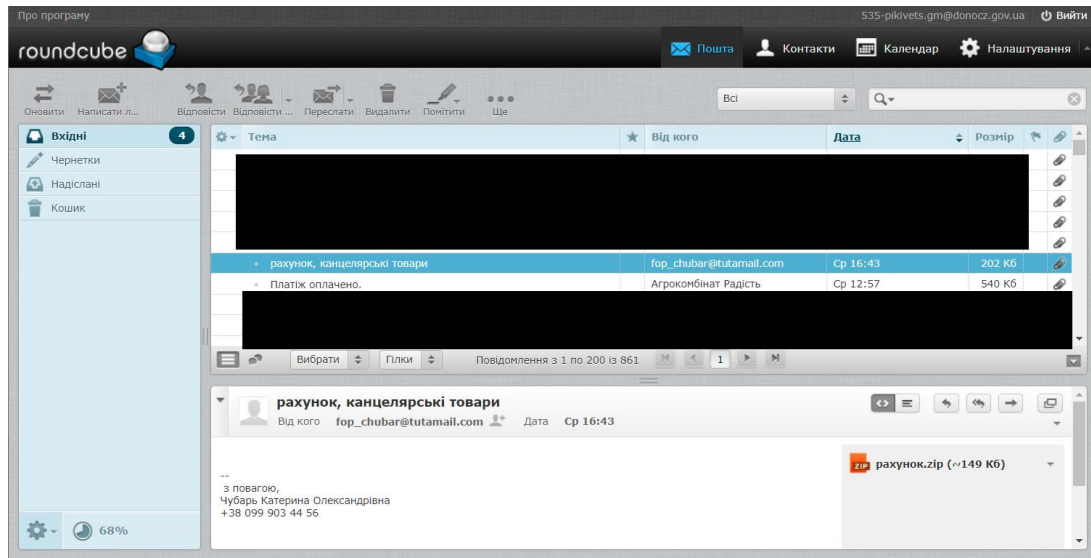 Про програму
535-pikivets.gm@donocz.gov.ua Вийти
roundcube
Пошта Контакти Календар Налаштування
Оновити Написати л... Відповісти Відповісти ... Переслати Видалити Помітити Ще
Всі
Вхідні 4
Чернетки
Надіслані
Кошик
Тема Від кого Дата Розмір
рахунок, канцелярські товари fop_chubar@tutamail.com Ср 16:43 202 Кб
Платіж оплачено. Агрокомбінат Радість Ср 12:57 540 Кб
Вибрати Гілки Повідомлення з 1 по 200 із 861 1
рахунок, канцелярські товари
Від кого fop_chubar@tutamail.com Дата Ср 16:43
ZIP рахунок.zip (~149 Кб)
--
з повагою,
Чубарь Катерина Олександрівна
+38 099 903 44 56
68%